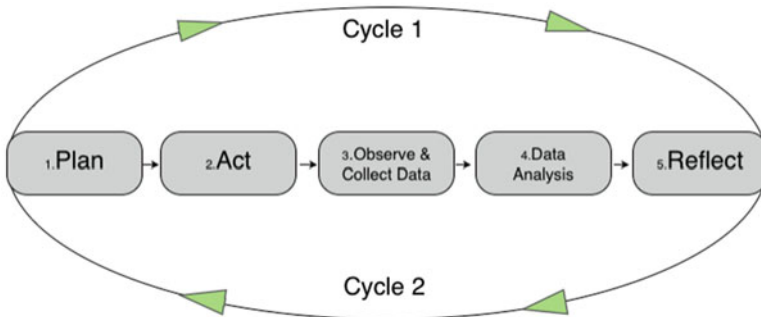 Cycle 1
1.Plan
2.Act
3.Observe &
Collect Data
4.Data
Analysis
5.Reflect
Cycle 2